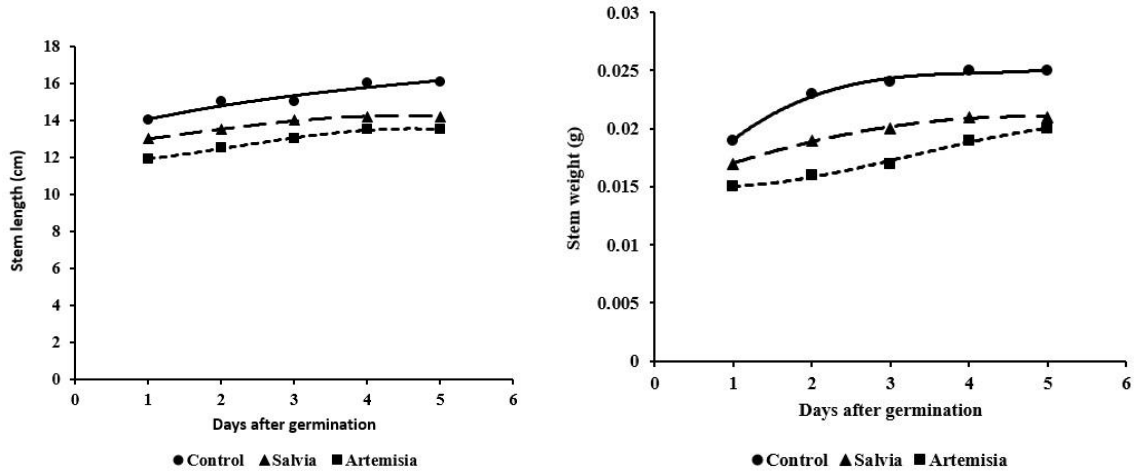 18
16
14
12
10
8
6
4
2
0
Stem length (cm)
0 1 2 3 4 5 6
Days after germination
Control Salvia Artemisia
0.03
0.025
0.02
0.015
0.01
0.005
0
Stem weight (g)
0 1 2 3 4 5 6
Days after germination
Control Salvia Artemisia